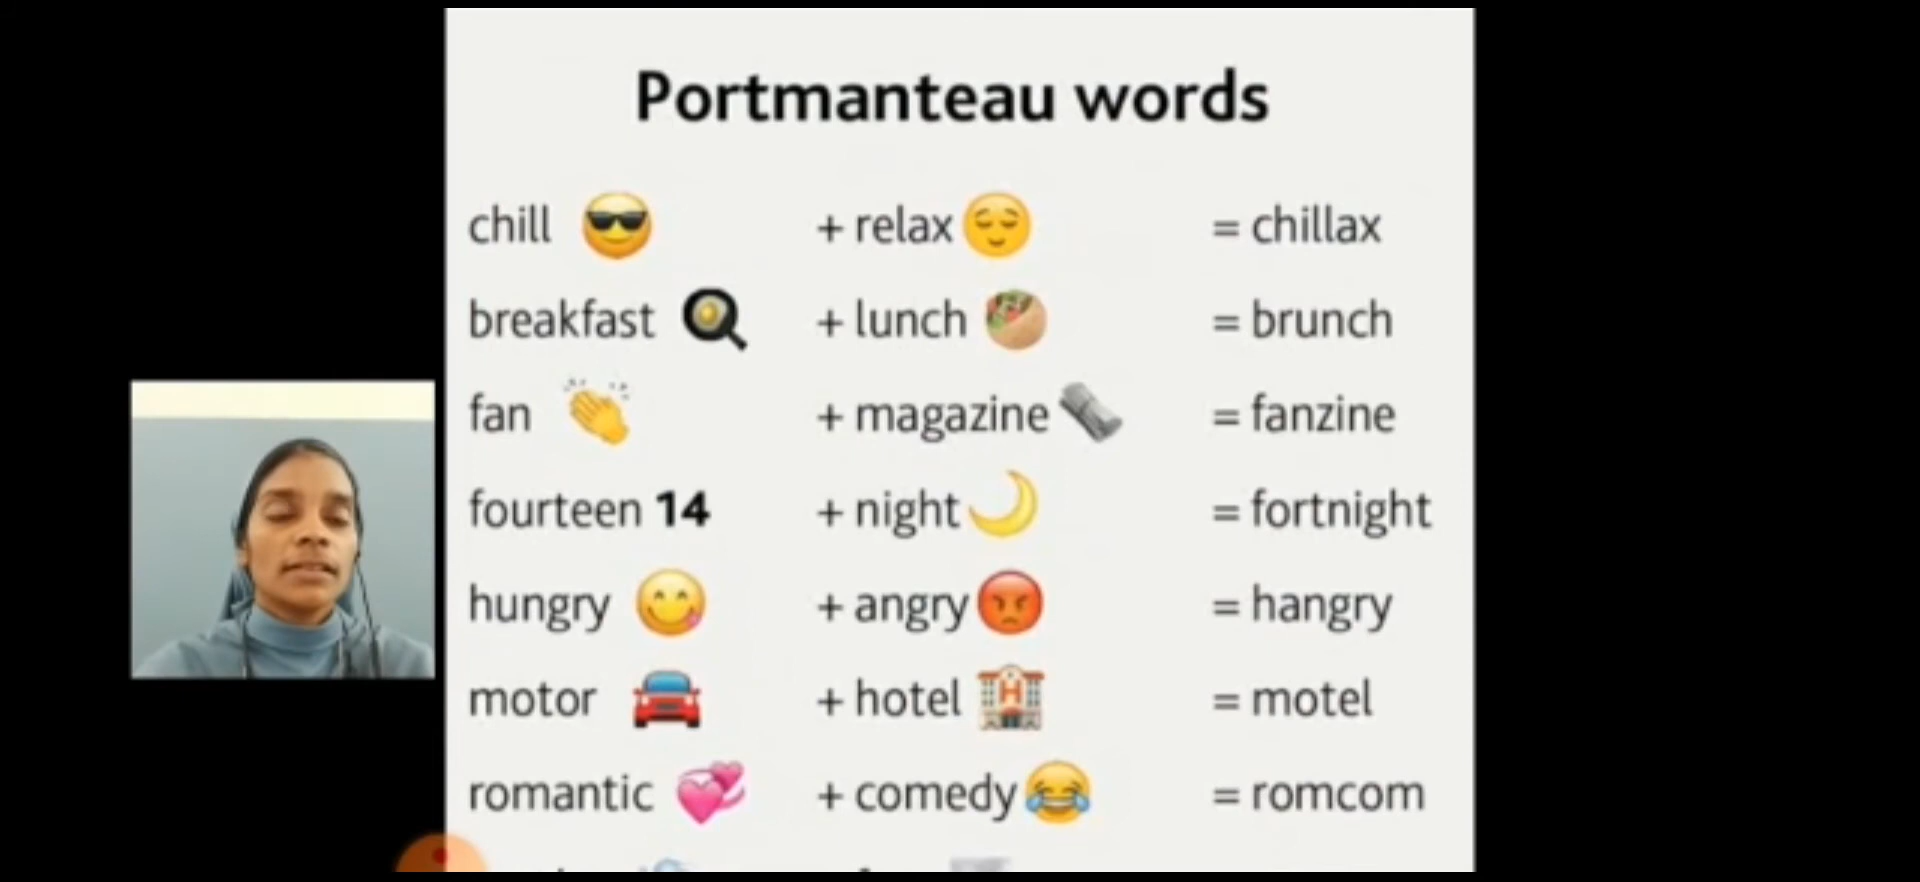 Portmanteau words
chill + relax = chillax
breakfast + lunch = brunch
fan + magazine = fanzine
fourteen 14 + night = fortnight
hungry + angry = hangry
motor + hotel = motel
romantic + comedy = romcom